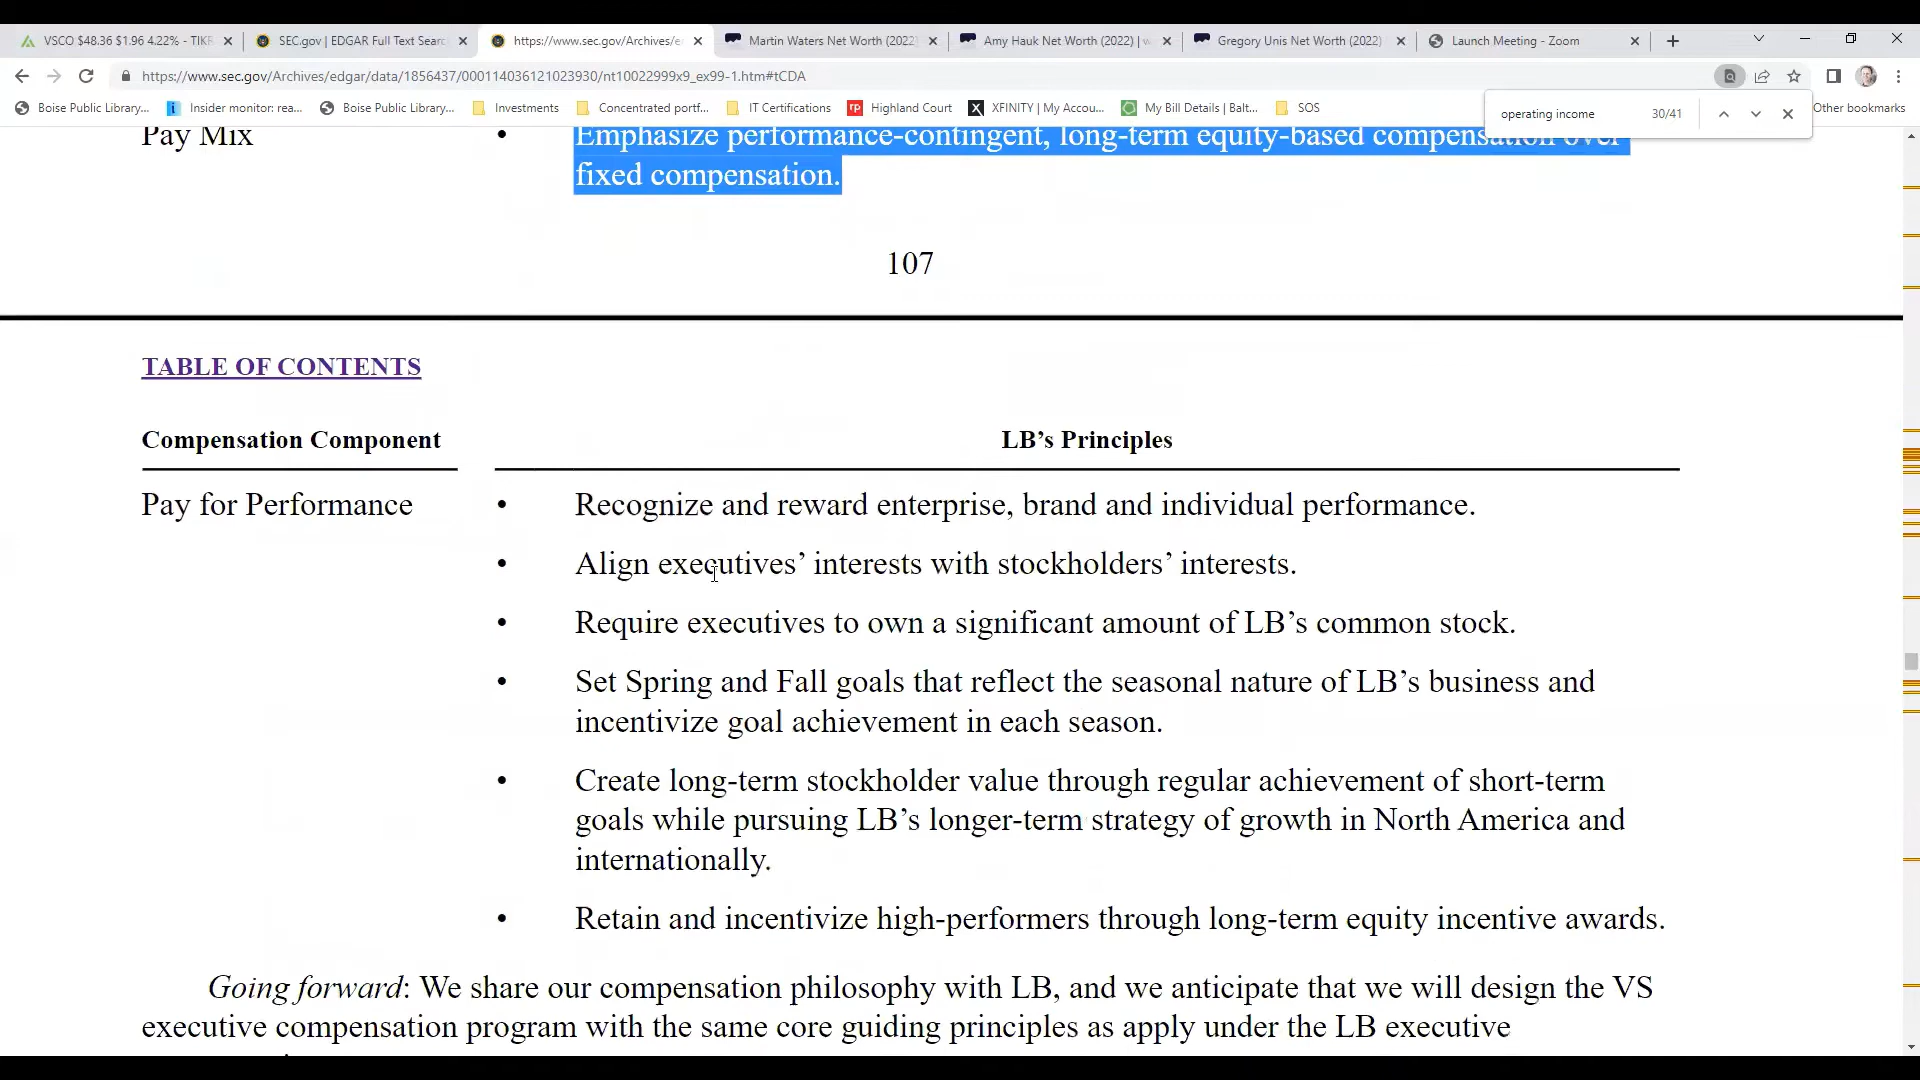 VSCO $48.36 $1.96 4.22% - TIKR
SEC.gov | EDGAR Full Text Searc
https://www.sec.gov/Archives/e
Martin Waters Net Worth (2022)
Amy Hauk Net Worth (2022) | w
Gregory Unis Net Worth (2022)
Launch Meeting - Zoom
https://www.sec.gov/Archives/edgar/data/1856437/000114036121023930/nt10022999x9_ex99-1.htm#tCDA
Boise Public Library...
Insider monitor: rea...
Boise Public Library...
Investments
Concentrated portf...
IT Certifications
rp Highland Court
X XFINITY | My Accou...
My Bill Details | Balt...
SOS
Other bookmarks
operating income 30/41
Pay Mix
• Emphasize performance-contingent, long-term equity-based compensation over
fixed compensation.
107
TABLE OF CONTENTS
Compensation Component LB’s Principles
Pay for Performance • Recognize and reward enterprise, brand and individual performance.
• Align executives’ interests with stockholders’ interests.
• Require executives to own a significant amount of LB’s common stock.
• Set Spring and Fall goals that reflect the seasonal nature of LB’s business and
incentivize goal achievement in each season.
• Create long-term stockholder value through regular achievement of short-term
goals while pursuing LB’s longer-term strategy of growth in North America and
internationally.
• Retain and incentivize high-performers through long-term equity incentive awards.
Going forward: We share our compensation philosophy with LB, and we anticipate that we will design the VS
executive compensation program with the same core guiding principles as apply under the LB executive